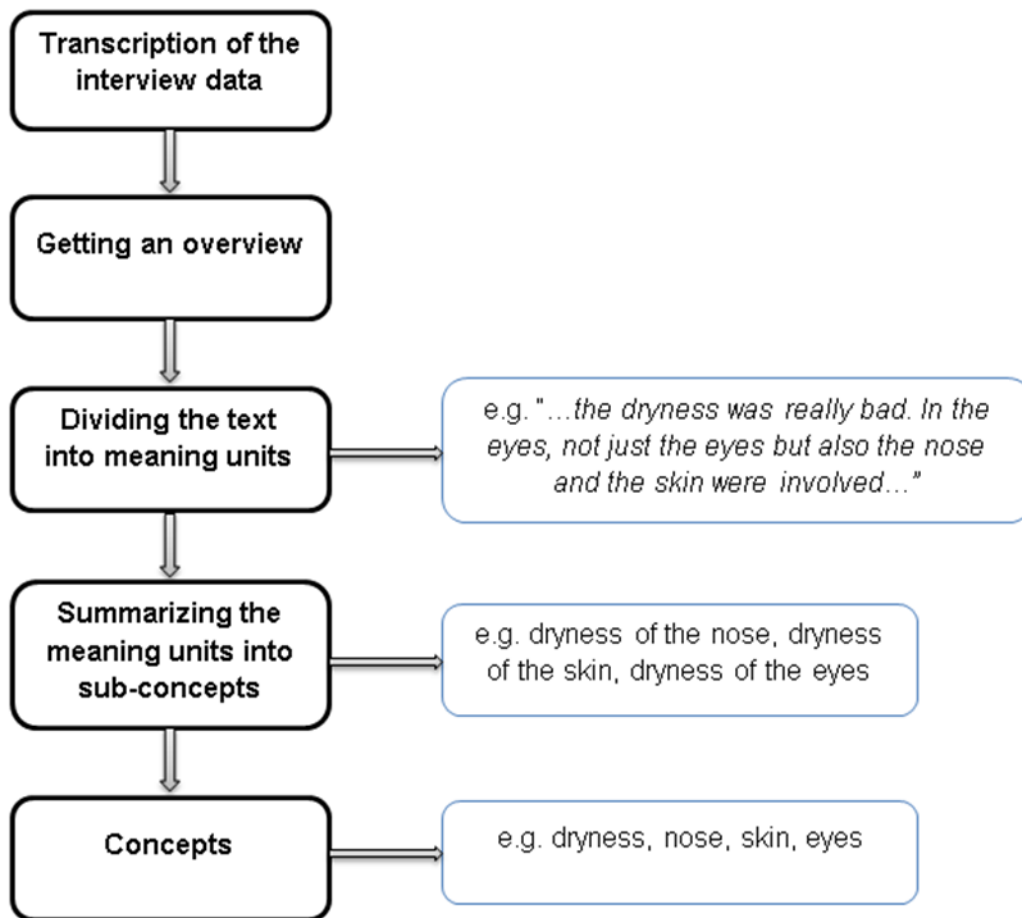 Transcription of the
interview data
Getting an overview
Dividing the text
into meaning units
e.g. "...the dryness was really bad. In the
eyes, not just the eyes but also the nose
and the skin were involved..."
Summarizing the
meaning units into
sub-concepts
e.g. dryness of the nose, dryness
of the skin, dryness of the eyes
Concepts
e.g. dryness, nose, skin, eyes